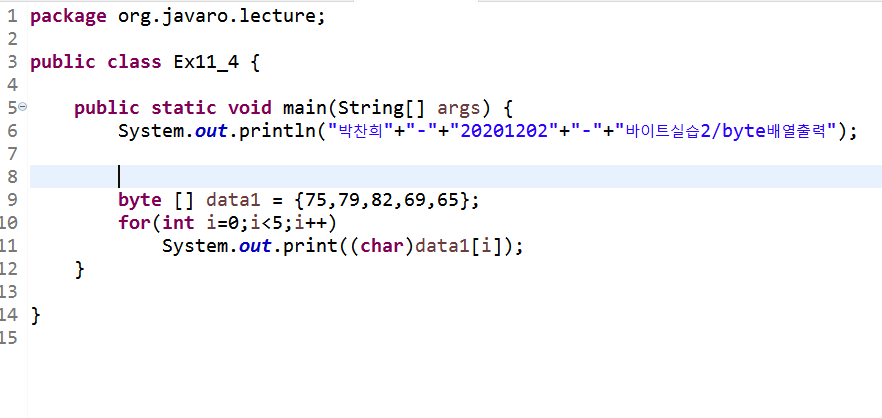 1 package org.javaro.lecture;
2
3 public class Ex11_4 {
4
5 public static void main(String[] args) {
6 System.out.println("박찬희"+"-"+"20201202"+"-"+"바이트실습2/byte배열출력");
7
8
9 byte [] data1 = {75,79,82,69,65};
10 for(int i=0;i<5;i++)
11 System.out.print((char)data1[i]);
12 }
13
14 }
15